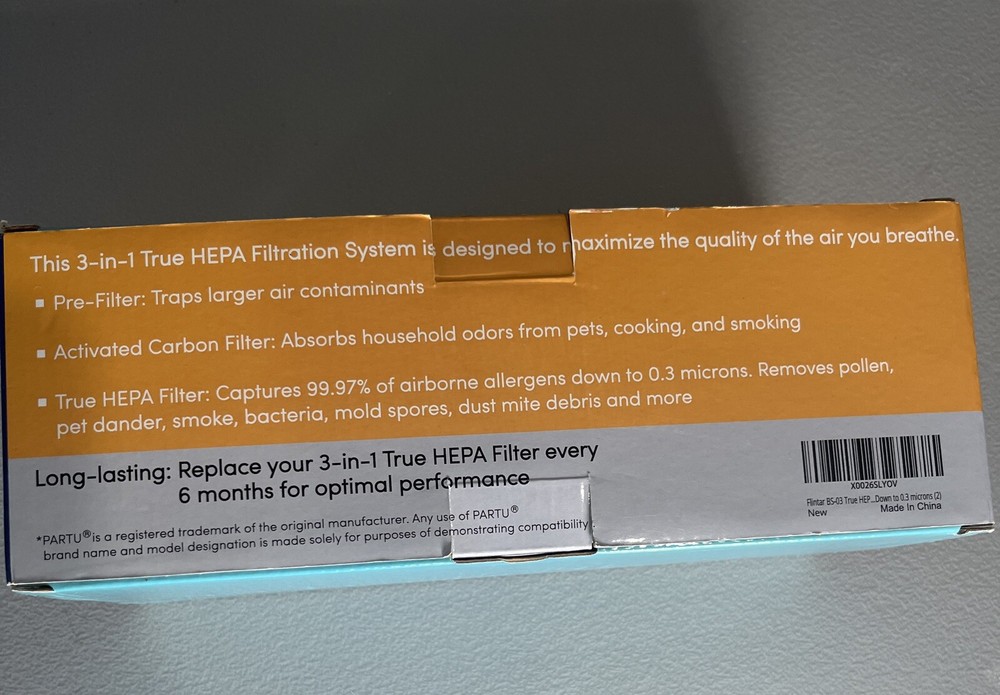 This 3-in-1 True HEPA Filtration System is designed to maximize the quality of the air you breathe.
▪ Pre-Filter: Traps larger air contaminants
▪ Activated Carbon Filter: Absorbs household odors from pets, cooking, and smoking
▪ True HEPA Filter: Captures 99.97% of airborne allergens down to 0.3 microns. Removes pollen,
pet dander, smoke, bacteria, mold spores, dust mite debris and more
Long-lasting: Replace your 3-in-1 True HEPA Filter every
6 months for optimal performance
*PARTU® is a registered trademark of the original manufacturer. Any use of PARTU®
brand name and model designation is made solely for purposes of demonstrating compatibility
X0026SLYOV
Flintar BS-03 True HEP...Down to 0.3 microns (2)
New Made In China